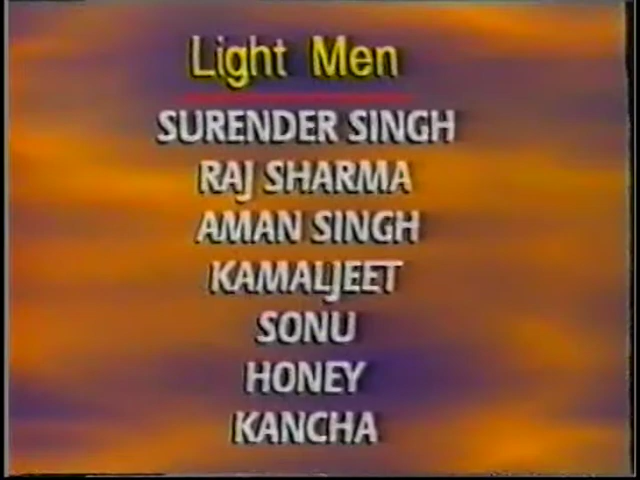 Light Men
SURENDER SINGH
RAJ SHARMA
AMAN SINGH
KAMALJEET
SONU
HONEY
KANCHA